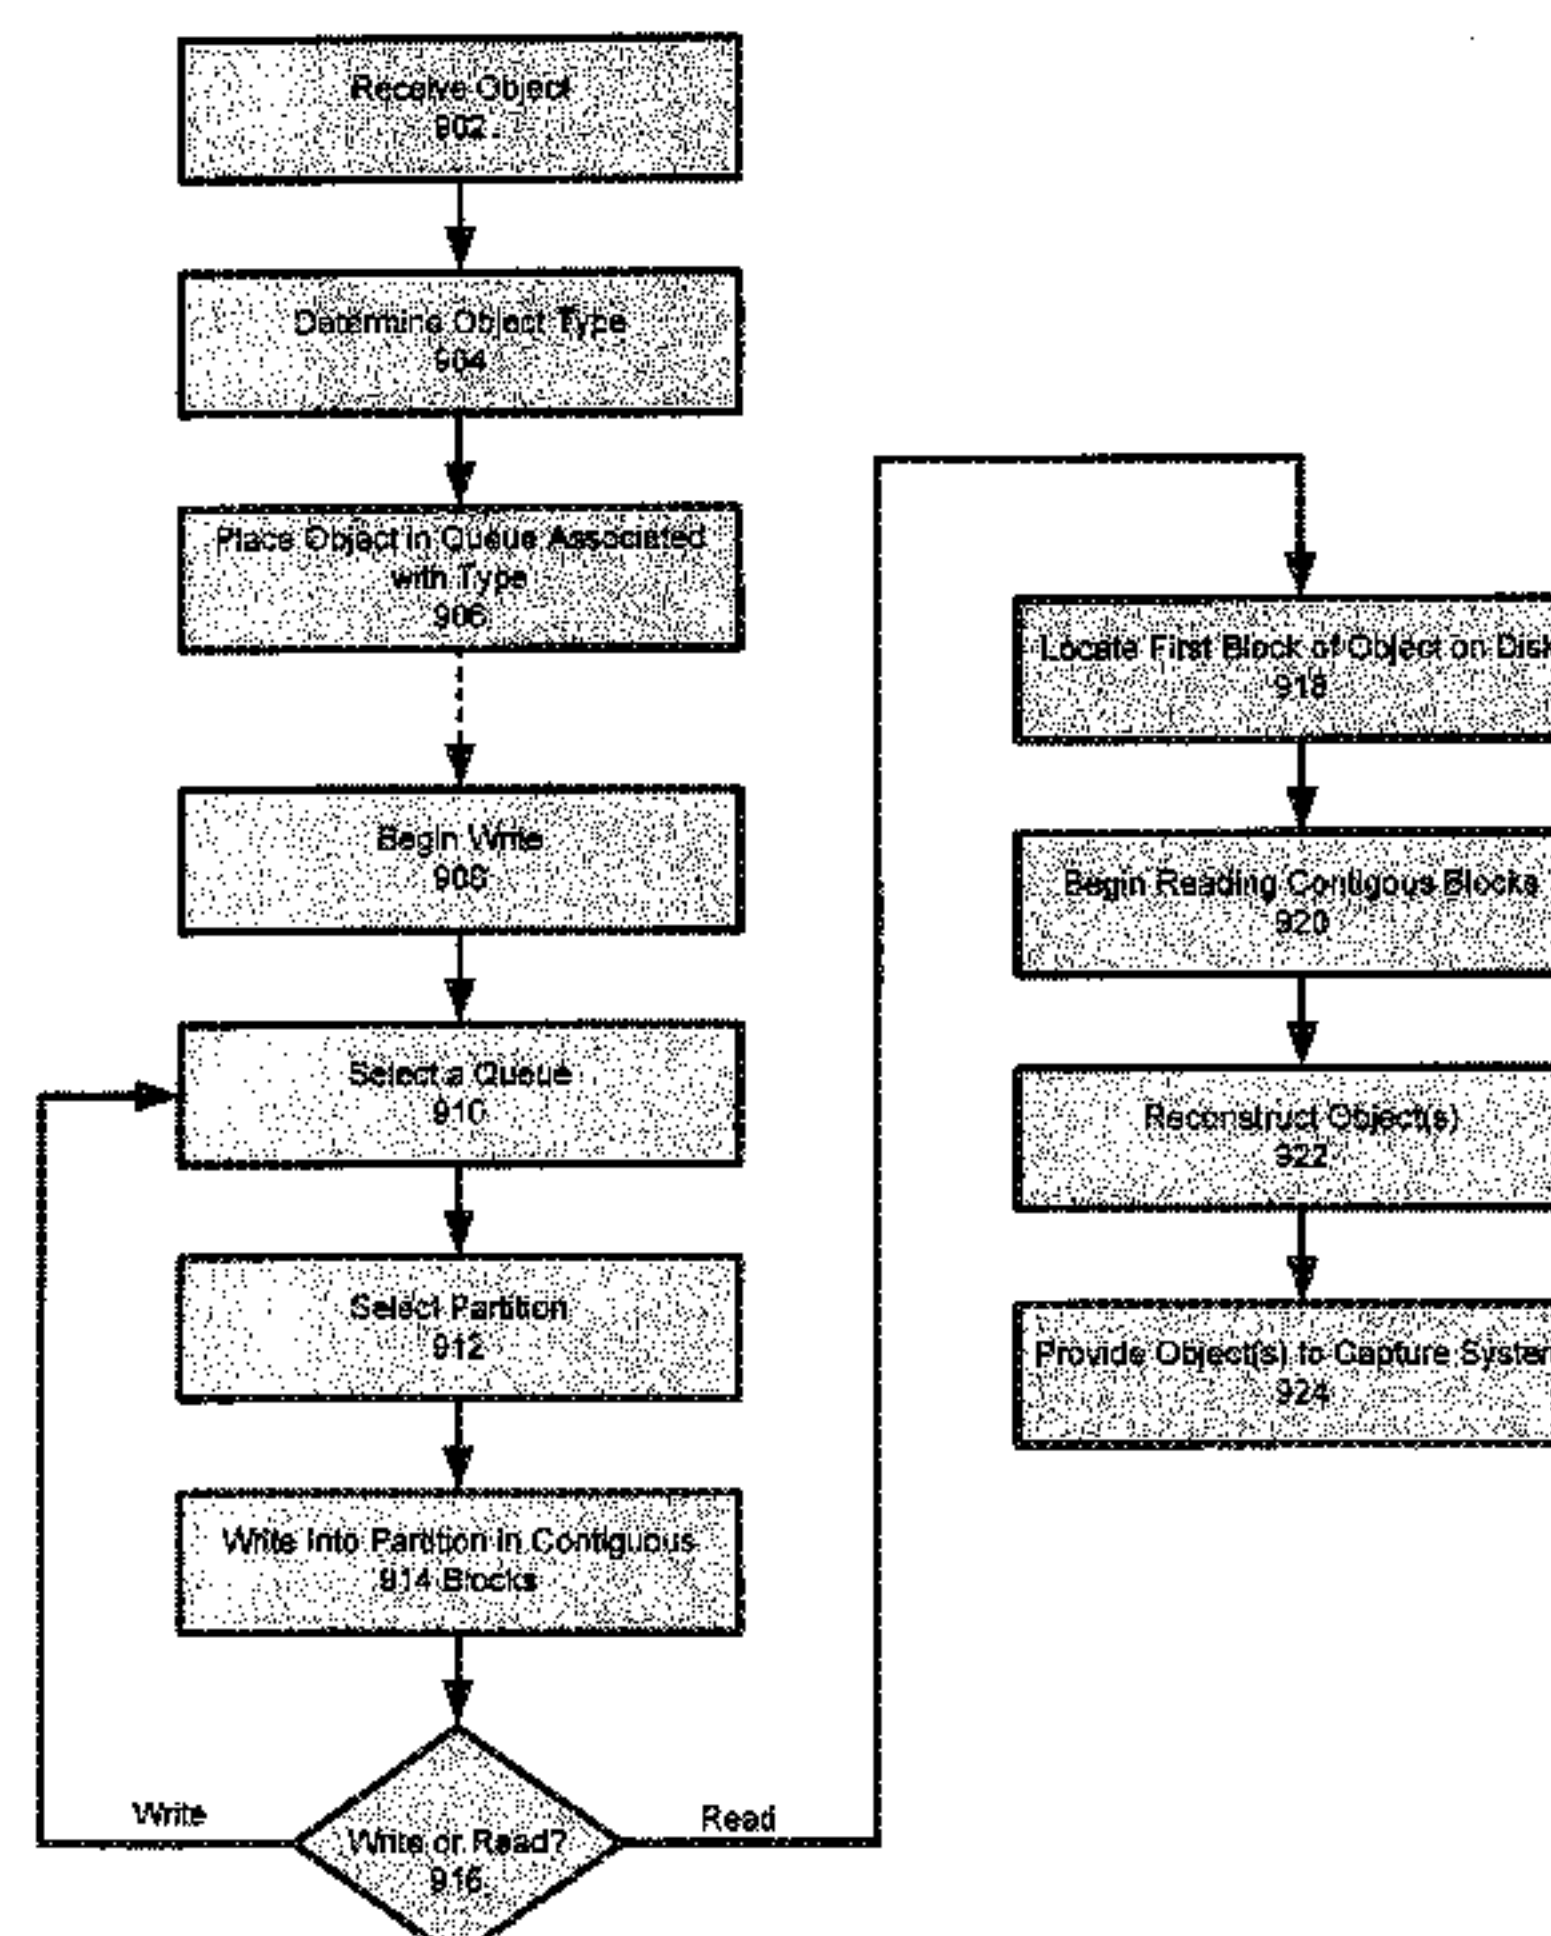 Receive Object
902
Determine Object Type
904
Place Object in Queue Associated
with Type
906
Begin Write
908
Select a Queue
910
Select Partition
912
Write Into Partition in Contiguous
914 Blocks
Write or Read?
916
Write
Read
Locate First Block of Object on Disk
918
Begin Reading Contigous Blocks
920
Reconstruct Object(s)
922
Provide Object(s) to Capture System
924